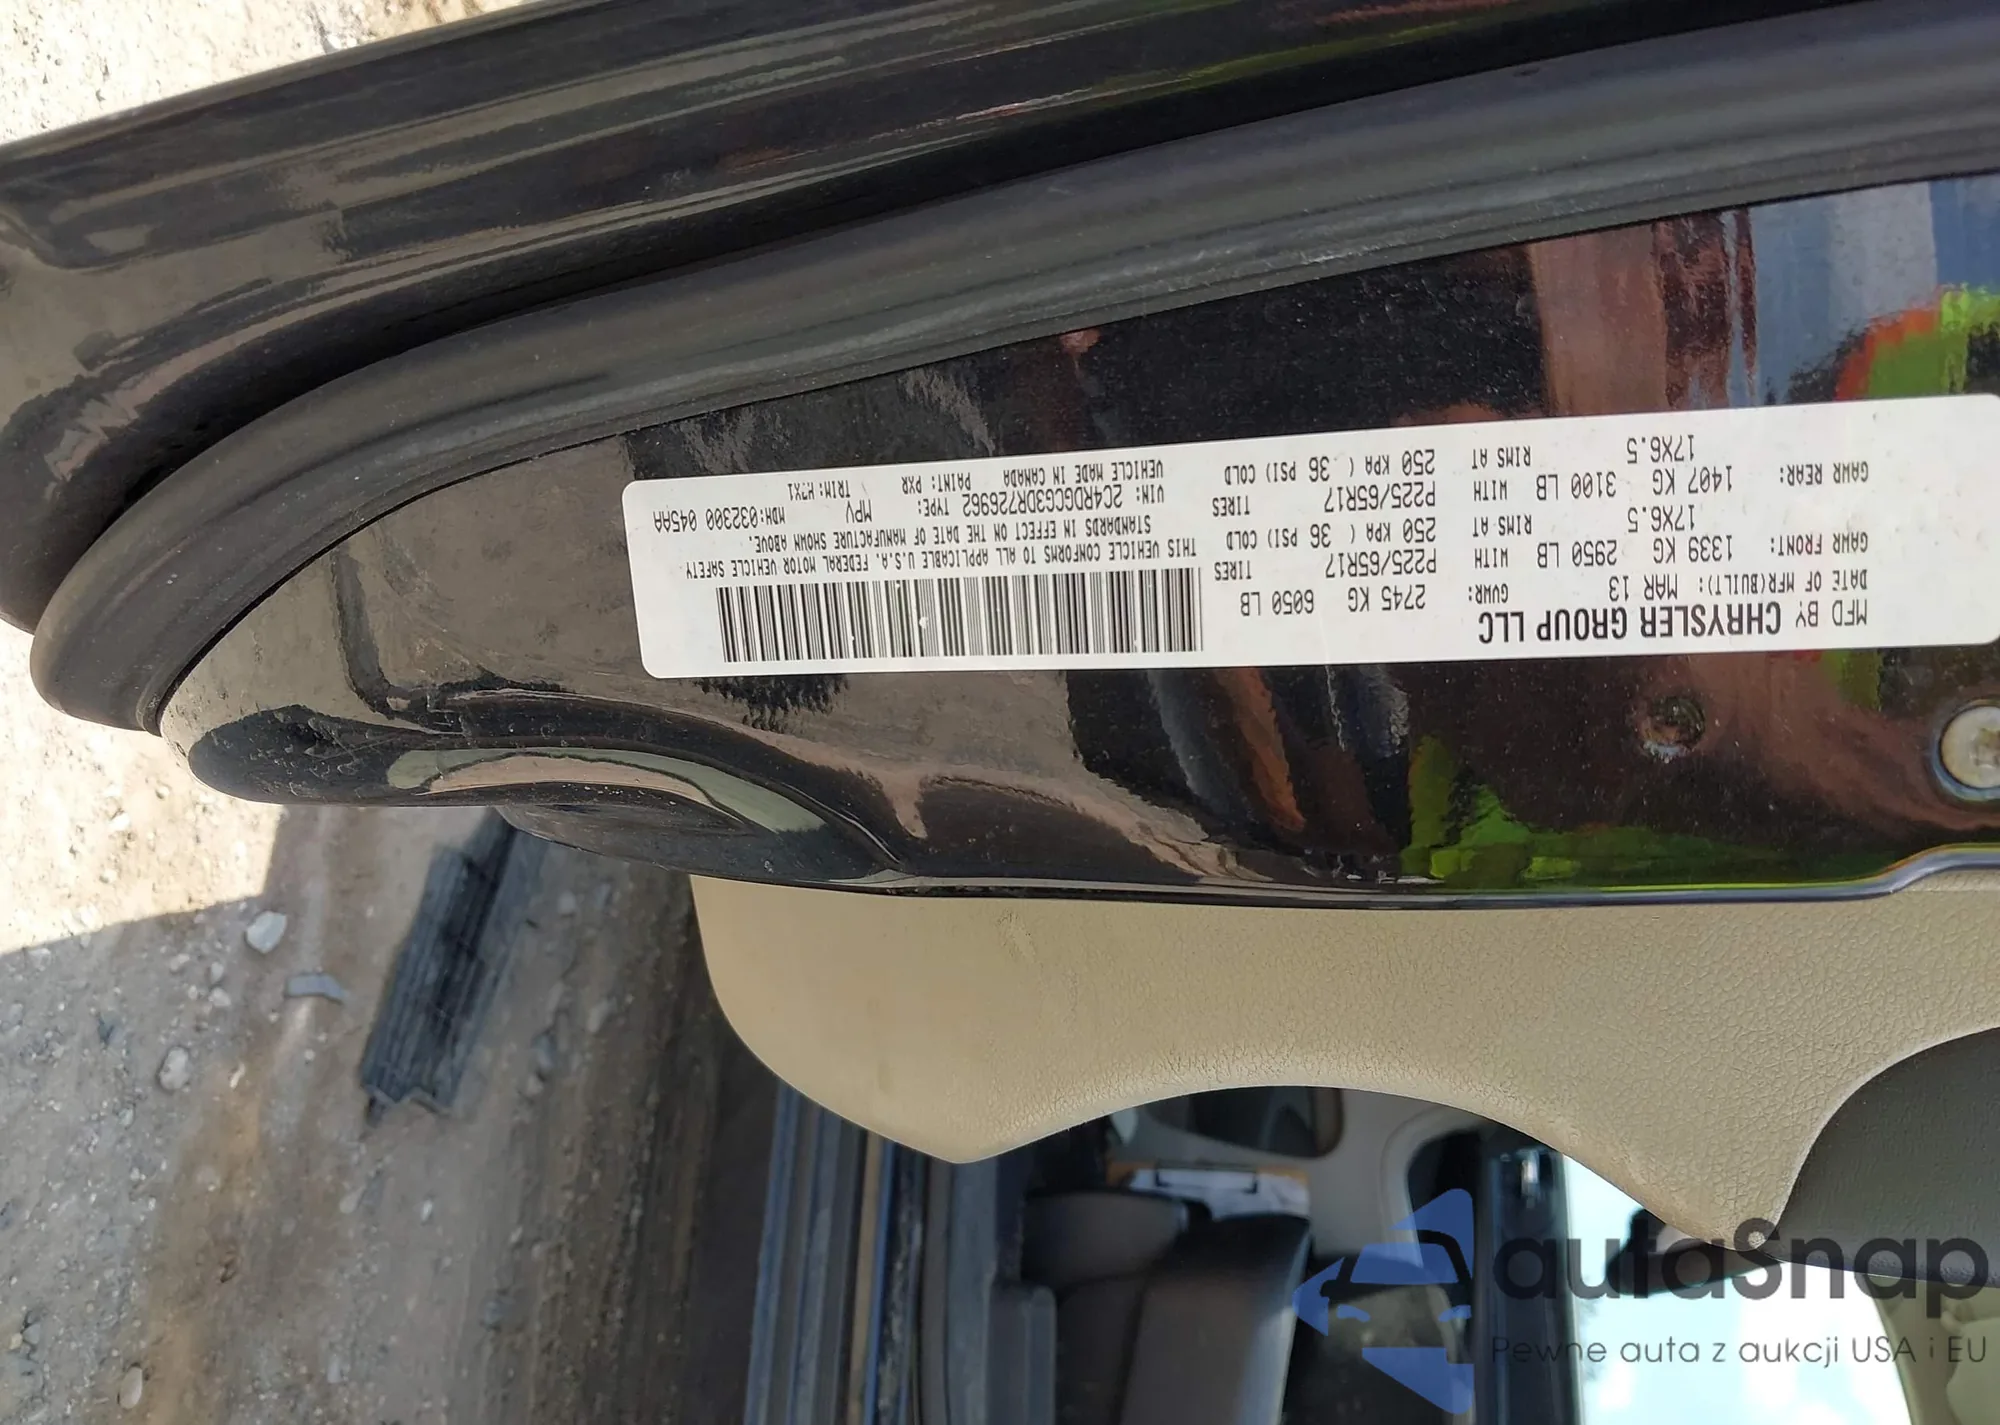 MFD BY CHRYSLER GROUP LLC
DATE OF MFR(BUILT): MAR 13 GVWR: 2745 KG 6050 LB
GAWR FRONT: 1339 KG 2950 LB WITH P225/65R17 TIRES
17X6.5 RIMS AT 250 KPA ( 36 PSI) COLD
GAWR REAR: 1407 KG 3100 LB WITH P225/65R17 TIRES
17X6.5 RIMS AT 250 KPA ( 36 PSI) COLD
THIS VEHICLE CONFORMS TO ALL APPLICABLE U.S.A. FEDERAL MOTOR VEHICLE SAFETY
STANDARDS IN EFFECT ON THE DATE OF MANUFACTURE SHOWN ABOVE.
VIN: 2C4RDGCG3DR726962 TYPE: MPV MDH:032300 045AA
VEHICLE MADE IN CANADA PAINT: PXR TRIM:
autoSnap
Pewne auta z aukcji USA i EU